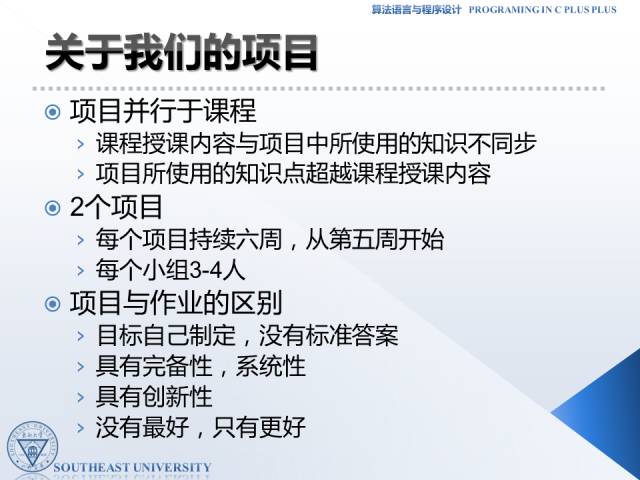 算法语言与程序设计 PROGRAMING IN C PLUS PLUS
关于我们的项目
项目并行于课程
课程授课内容与项目中所使用的知识不同步
项目所使用的知识点超越课程授课内容
2个项目
每个项目持续六周，从第五周开始
每个小组3-4人
项目与作业的区别
目标自己制定，没有标准答案
具有完备性，系统性
具有创新性
没有最好，只有更好
SOUTHEAST UNIVERSITY